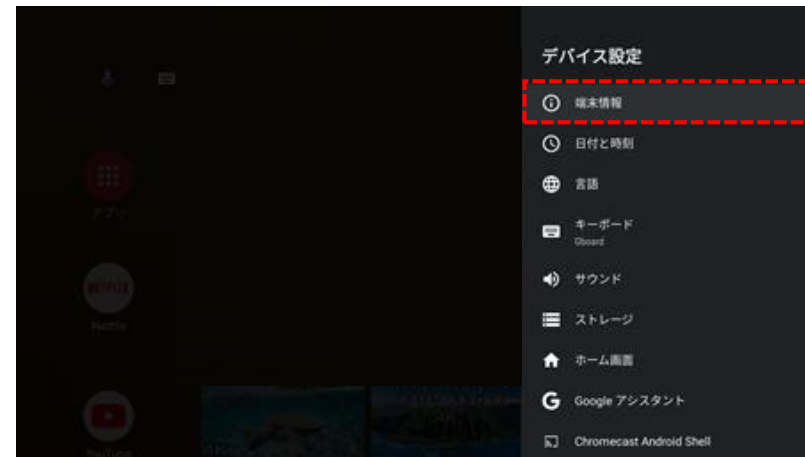 デバイス設定
端末情報
日付と時刻
言語
キーボード
Gboard
サウンド
ストレージ
ホーム画面
Google アシスタント
Chromecast Android Shell
アプリ
NETFLIX
Netflix
YouTube